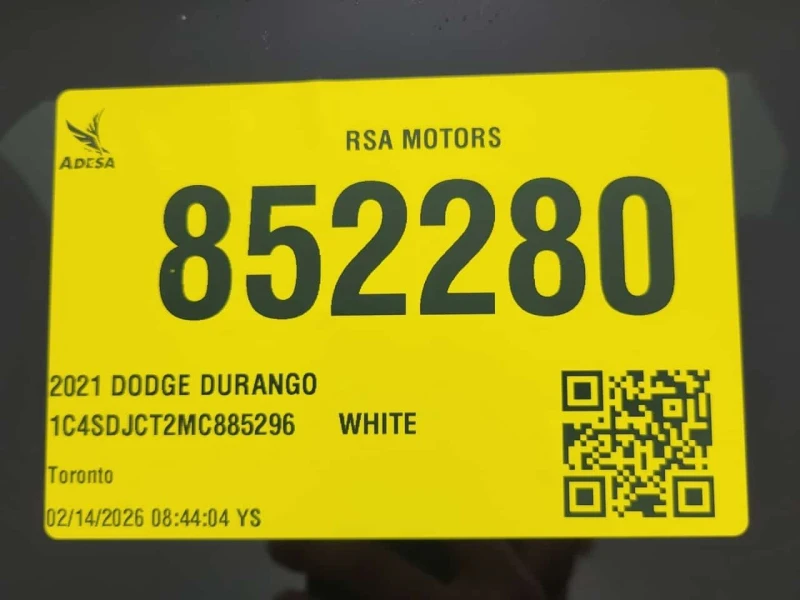 ADESA
RSA MOTORS
852280
2021 DODGE DURANGO
1C4SDJCT2MC885296 WHITE
Toronto
02/14/2026 08:44:04 YS